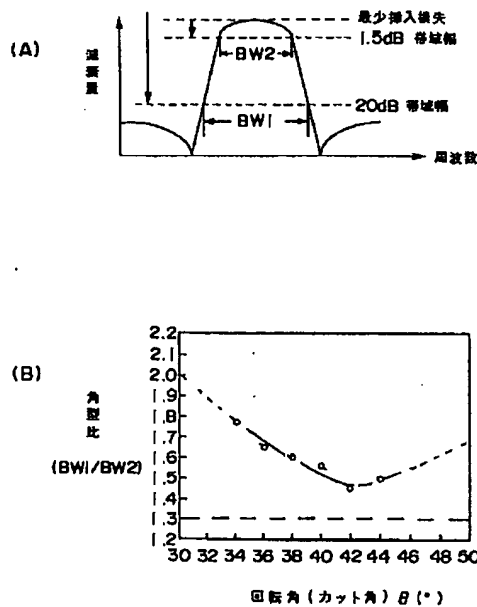 (A)
減衰量
最少挿入損失
1.5dB 帯域幅
BW2
20dB 帯域幅
BW1
周波数
(B)
角型比
(BW1/BW2)
2.2
2.1
2.0
1.9
1.8
1.7
1.6
1.5
1.4
1.3
1.2
30 32 34 36 38 40 42 44 46 48 50
回転角(カット角) θ (°)